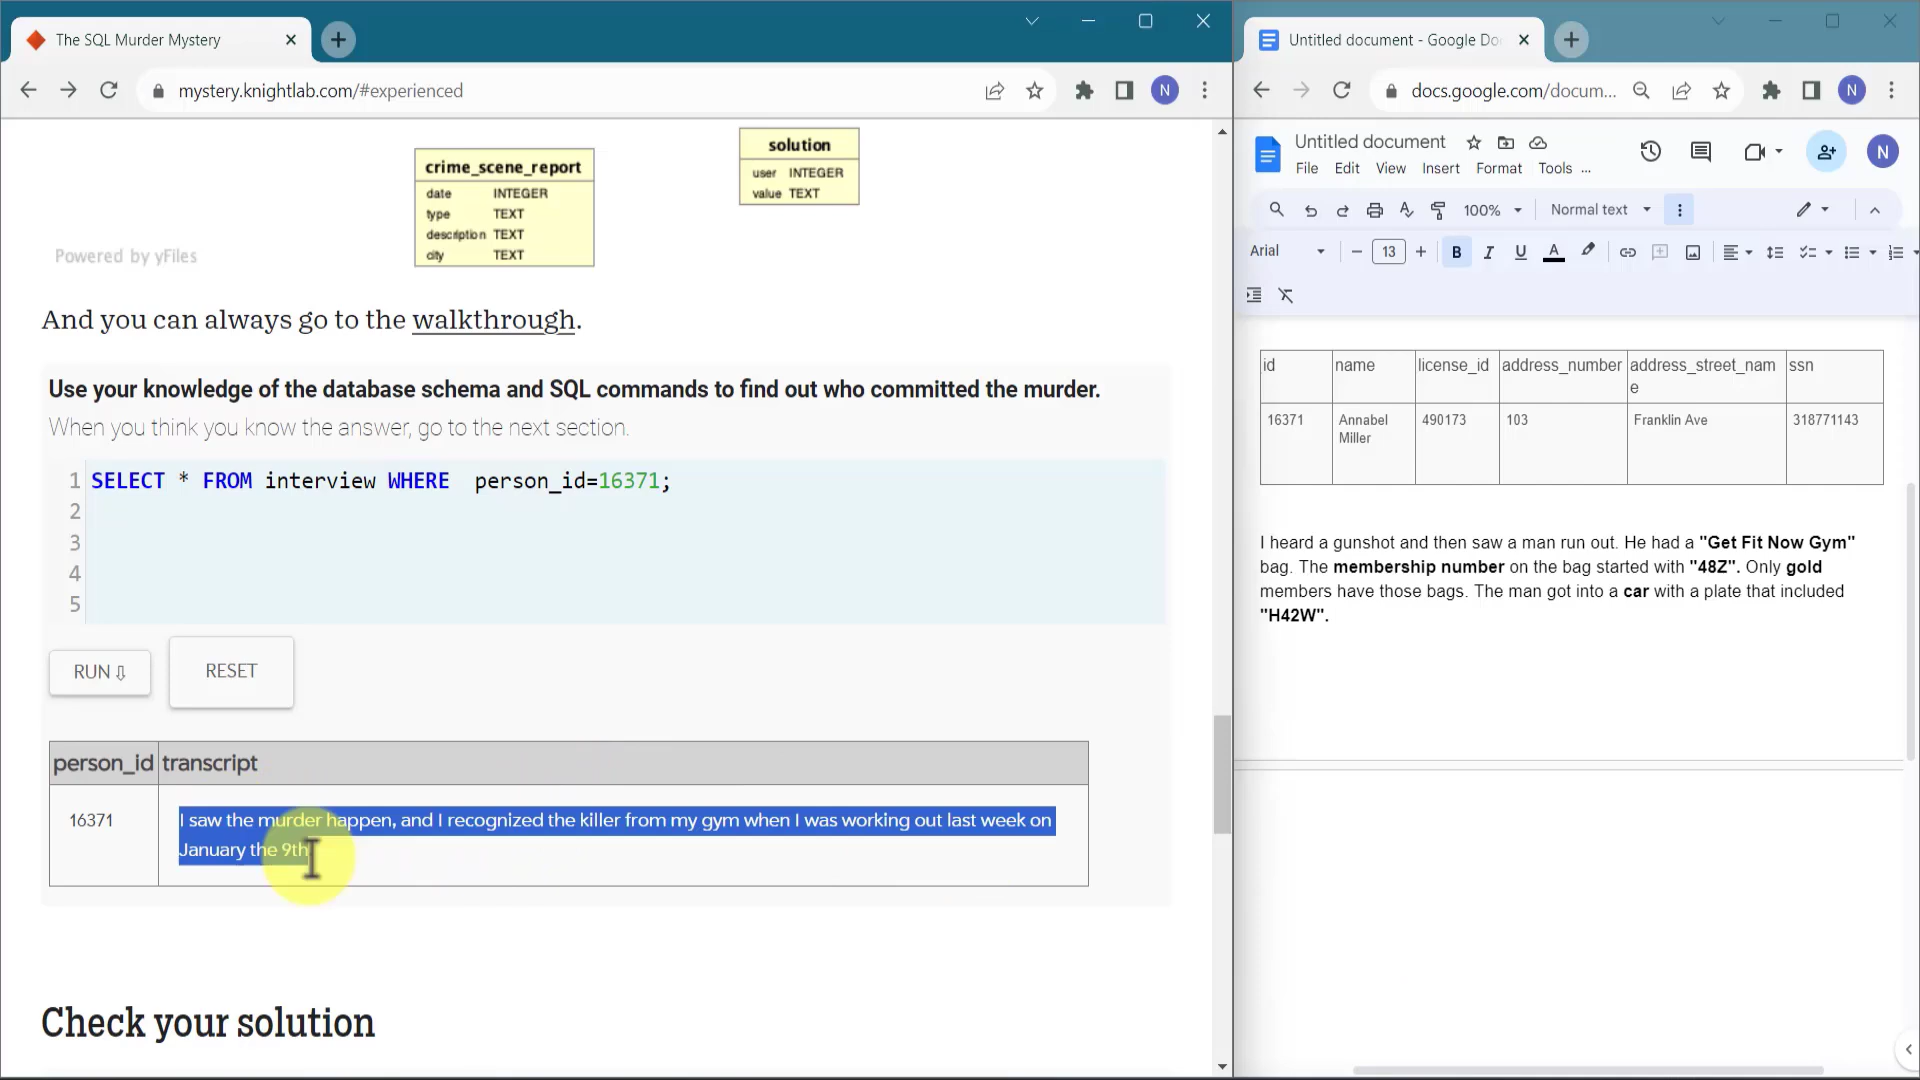 The SQL Murder Mystery
mystery.knightlab.com/#experienced
N
crime_scene_report
date INTEGER
type TEXT
description TEXT
city TEXT
solution
user INTEGER
value TEXT
Powered by yFiles
And you can always go to the walkthrough.
Use your knowledge of the database schema and SQL commands to find out who committed the murder.
When you think you know the answer, go to the next section.
1 SELECT * FROM interview WHERE  person_id=16371;
2
3
4
5
RUN ⇩
RESET
person_id transcript
16371 I saw the murder happen, and I recognized the killer from my gym when I was working out last week on
January the 9th
Check your solution
Untitled document - Google Do
docs.google.com/docum...
N
Untitled document
File Edit View Insert Format Tools ...
N
100% Normal text
Arial 13 B I U A
id name license_id address_number address_street_nam
e ssn
16371 Annabel
Miller 490173 103 Franklin Ave 318771143
I heard a gunshot and then saw a man run out. He had a "Get Fit Now Gym"
bag. The membership number on the bag started with "48Z". Only gold
members have those bags. The man got into a car with a plate that included
"H42W".